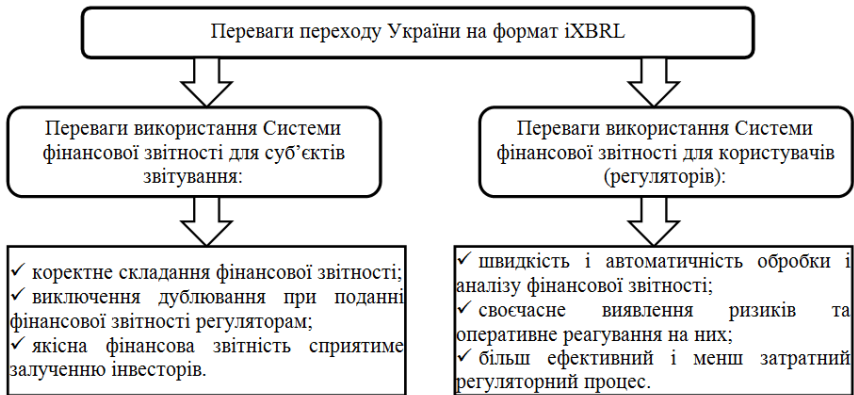 Переваги переходу України на формат iXBRL
Переваги використання Системи
фінансової звітності для суб’єктів
звітування:
✓ коректне складання фінансової звітності;
✓ виключення дублювання при поданні
фінансової звітності регуляторам;
✓ якісна фінансова звітність сприятиме
залученню інвесторів.
Переваги використання Системи
фінансової звітності для користувачів
(регуляторів):
✓ швидкість і автоматичність обробки і
аналізу фінансової звітності;
✓ своєчасне виявлення ризиків та
оперативне реагування на них;
✓ більш ефективний і менш затратний
регуляторний процес.